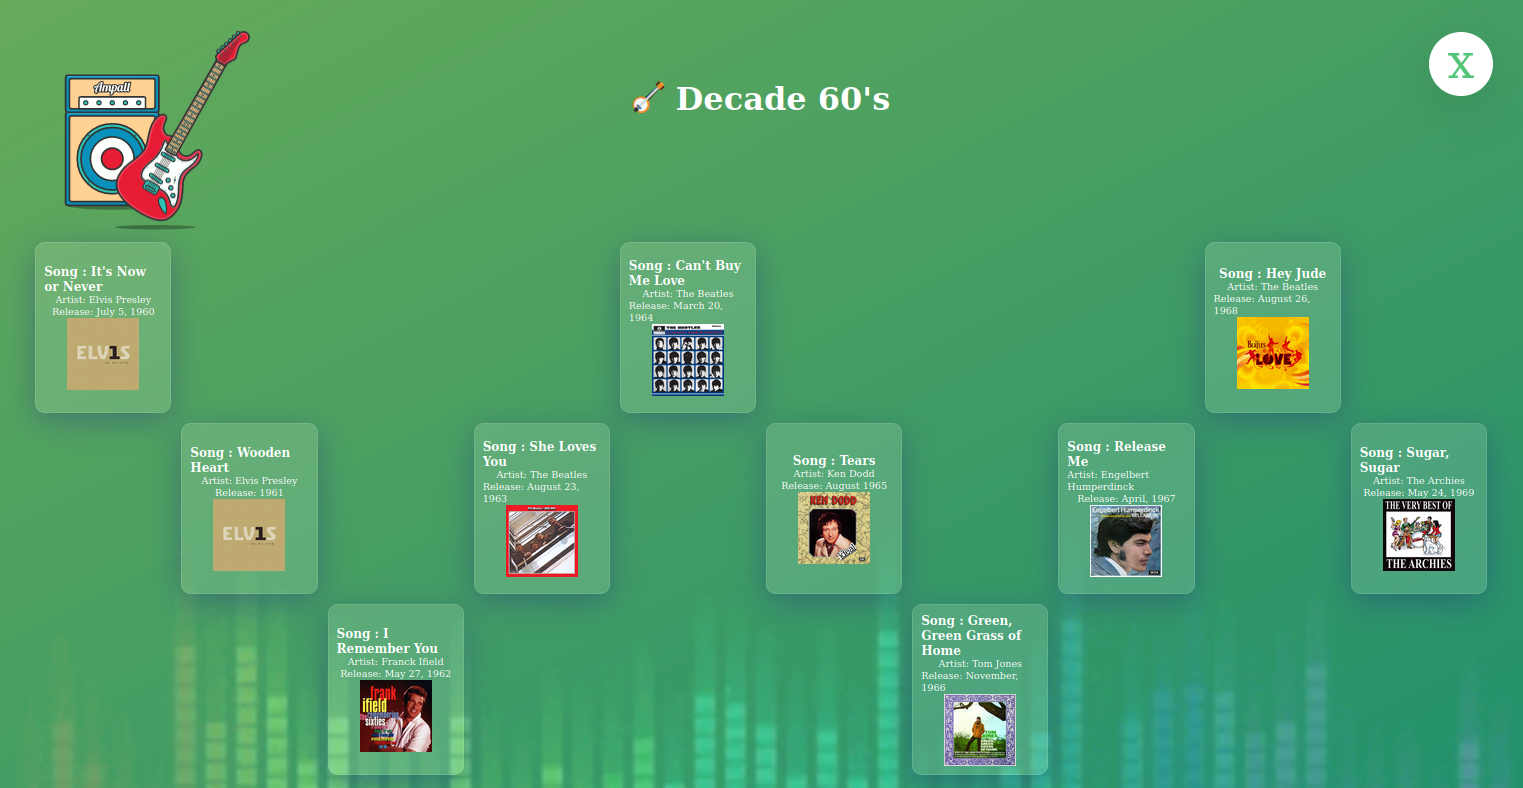 Ampall
Decade 60's
X
Song : It's Now
or Never
Artist: Elvis Presley
Release: July 5, 1960
ELV1S
Song : Can't Buy
Me Love
Artist: The Beatles
Release: March 20,
1964
THE BEATLES
Song : Hey Jude
Artist: The Beatles
Release: August 26,
1968
THE BEATLES
LOVE
Song : Wooden
Heart
Artist: Elvis Presley
Release: 1961
ELV1S
Song : She Loves
You
Artist: The Beatles
Release: August 23,
1963
Song : Tears
Artist: Ken Dodd
Release: August 1965
KEN DODD
Song : Release
Me
Artist: Engelbert
Humperdinck
Release: April, 1967
Engelbert Humperdinck
Song : Sugar,
Sugar
Artist: The Archies
Release: May 24, 1969
THE VERY BEST OF
THE ARCHIES
Song : I
Remember You
Artist: Franck Ifield
Release: May 27, 1962
frank
ifield
remembering
sixties
Song : Green,
Green Grass of
Home
Artist: Tom Jones
Release: November,
1966